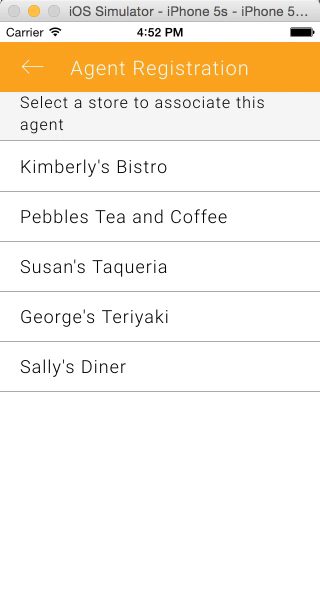 iOS Simulator - iPhone 5s - iPhone 5...
Carrier 4:52 PM
Agent Registration
Select a store to associate this
agent
Kimberly's Bistro
Pebbles Tea and Coffee
Susan's Taqueria
George's Teriyaki
Sally's Diner